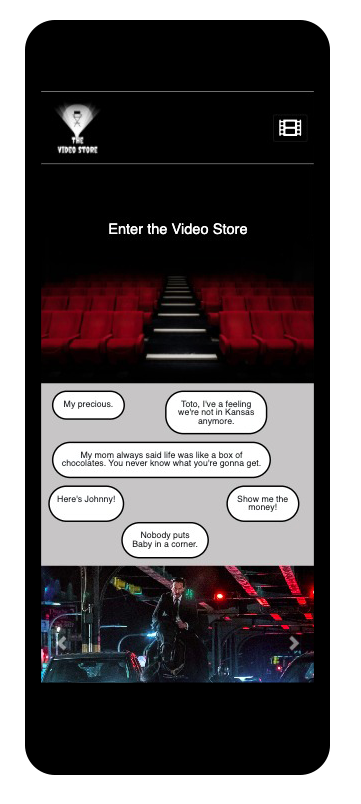 THE
VIDEO STORE
Enter the Video Store
My precious.
Toto, I've a feeling
we're not in Kansas
anymore.
My mom always said life was like a box of
chocolates. You never know what you're gonna get.
Here's Johnny!
Show me the
money!
Nobody puts
Baby in a corner.